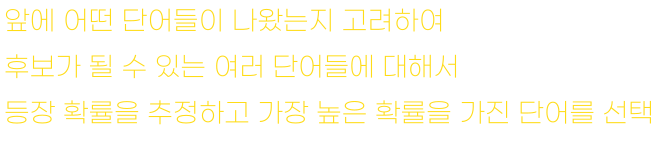 앞에 어떤 단어들이 나왔는지 고려하여
후보가 될 수 있는 여러 단어들에 대해서
등장 확률을 추정하고 가장 높은 확률을 가진 단어를 선택